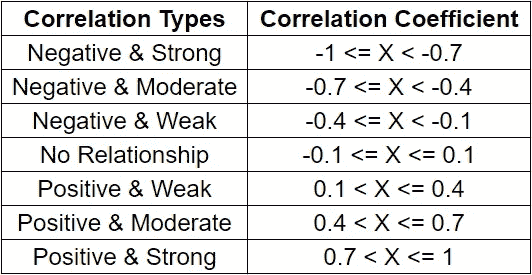 Correlation Types Correlation Coefficient
Negative & Strong -1 <= X < -0.7
Negative & Moderate -0.7 <= X < -0.4
Negative & Weak -0.4 <= X < -0.1
No Relationship -0.1 <= X <= 0.1
Positive & Weak 0.1 < X <= 0.4
Positive & Moderate 0.4 < X <= 0.7
Positive & Strong 0.7 < X <= 1